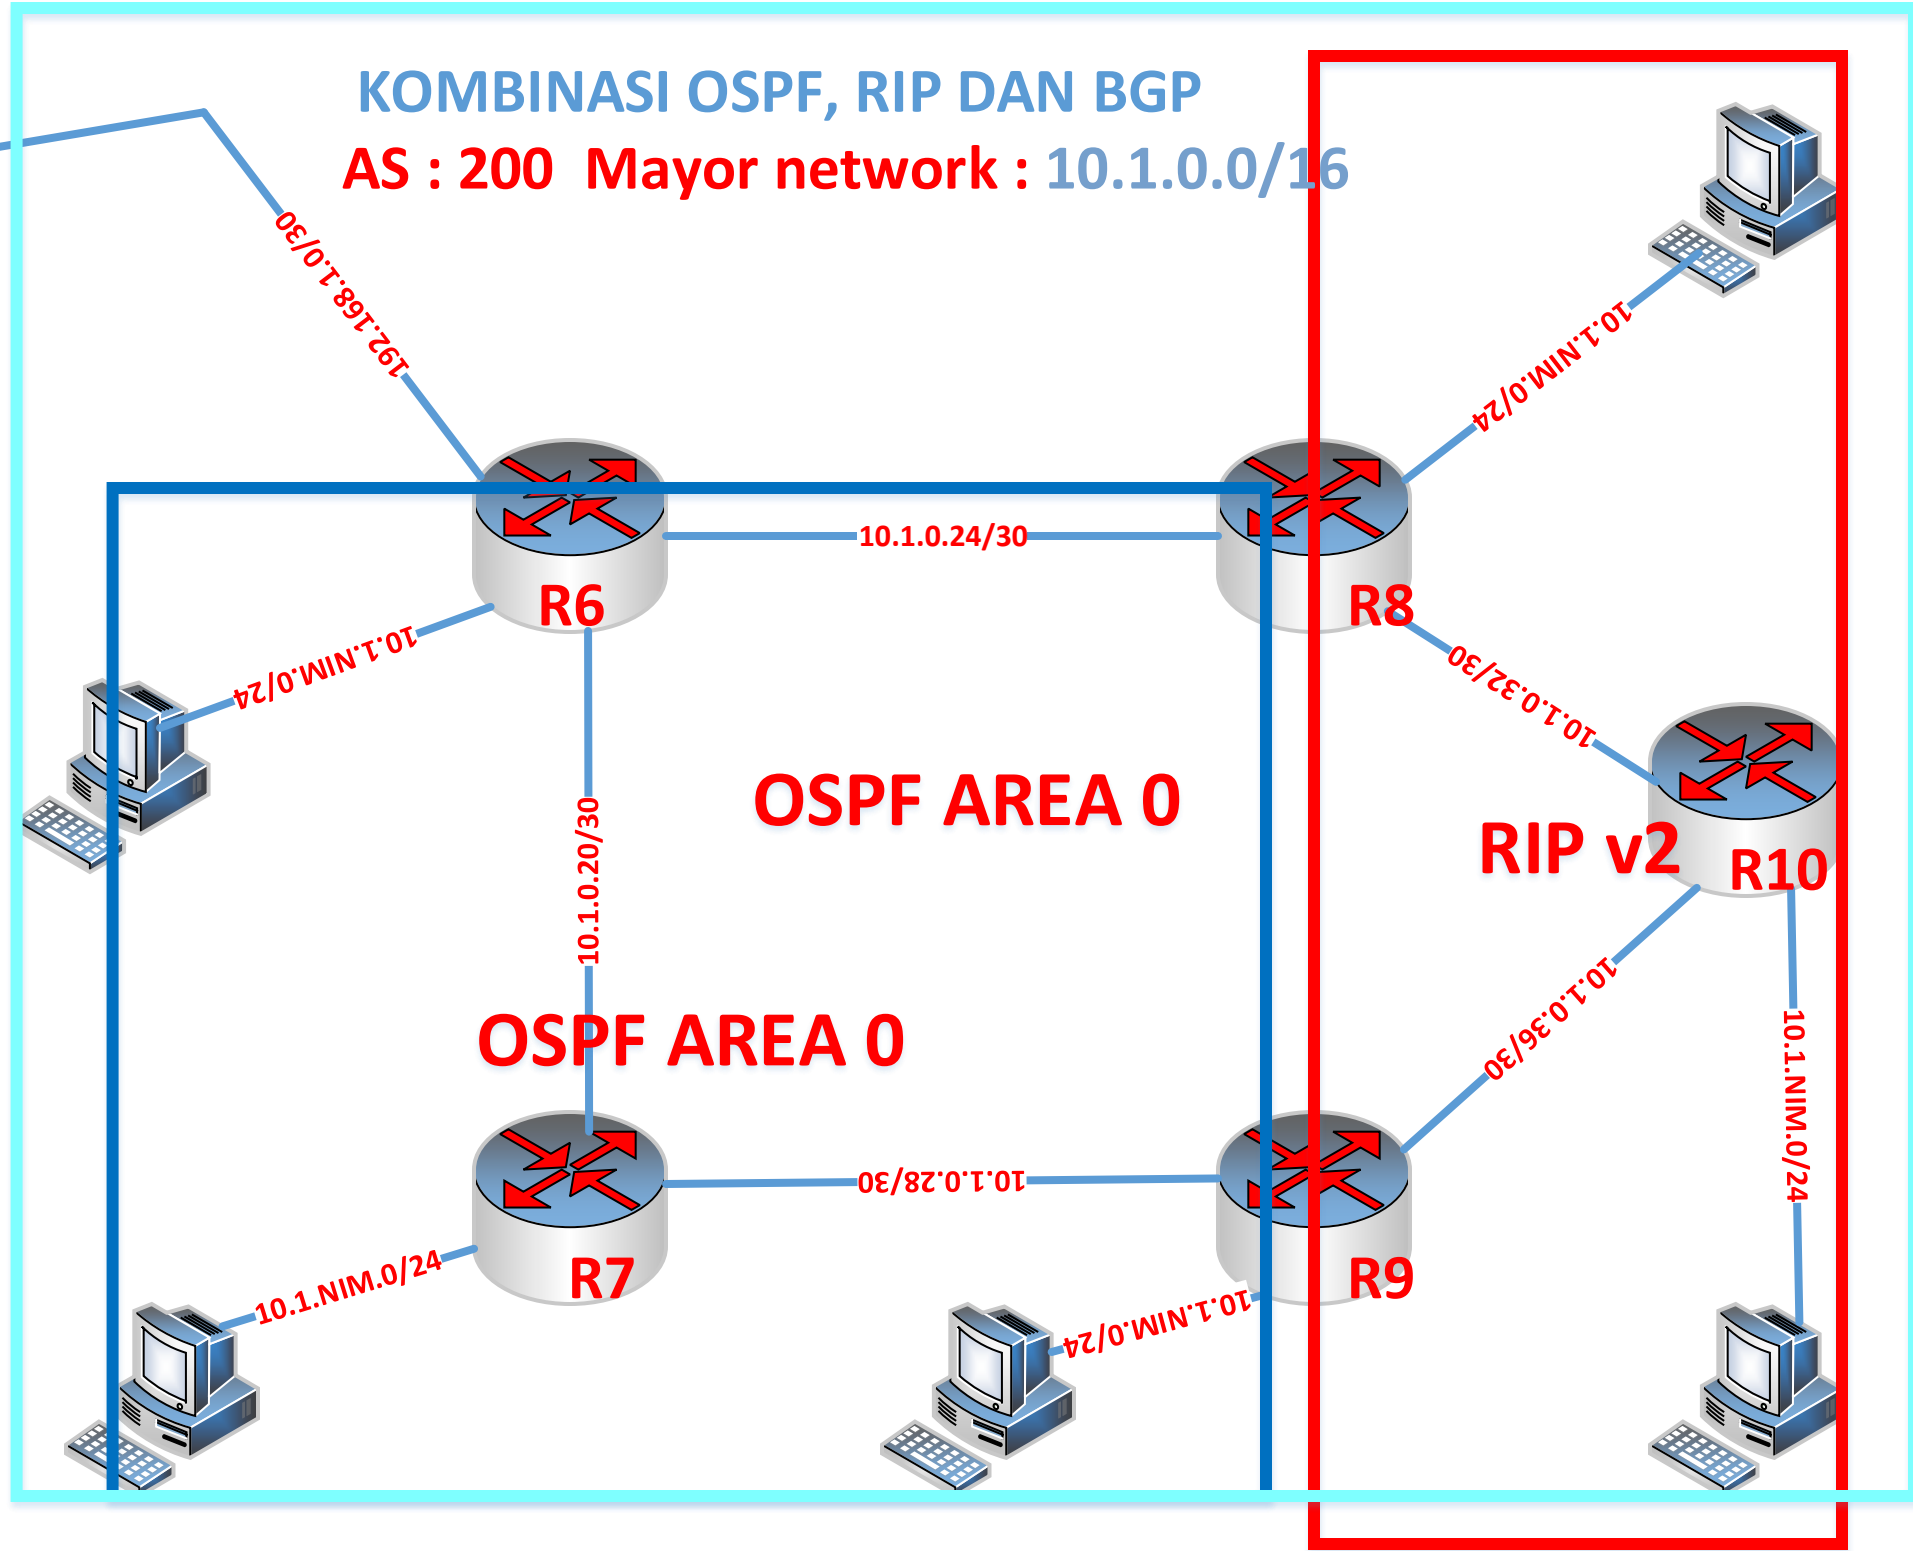 KOMBINASI OSPF, RIP DAN BGP
AS : 200 Mayor network : 10.1.0.0/16
192.168.1.0/30
10.1.NIM.0/24
10.1.0.24/30
R6
R8
10.1.NIM.0/24
10.1.0.32/30
OSPF AREA 0
10.1.0.20/30
RIP v2
R10
OSPF AREA 0
10.1.0.36/30
10.1.NIM.0/24
10.1.0.28/30
R7
R9
10.1.NIM.0/24
10.1.NIM.0/24